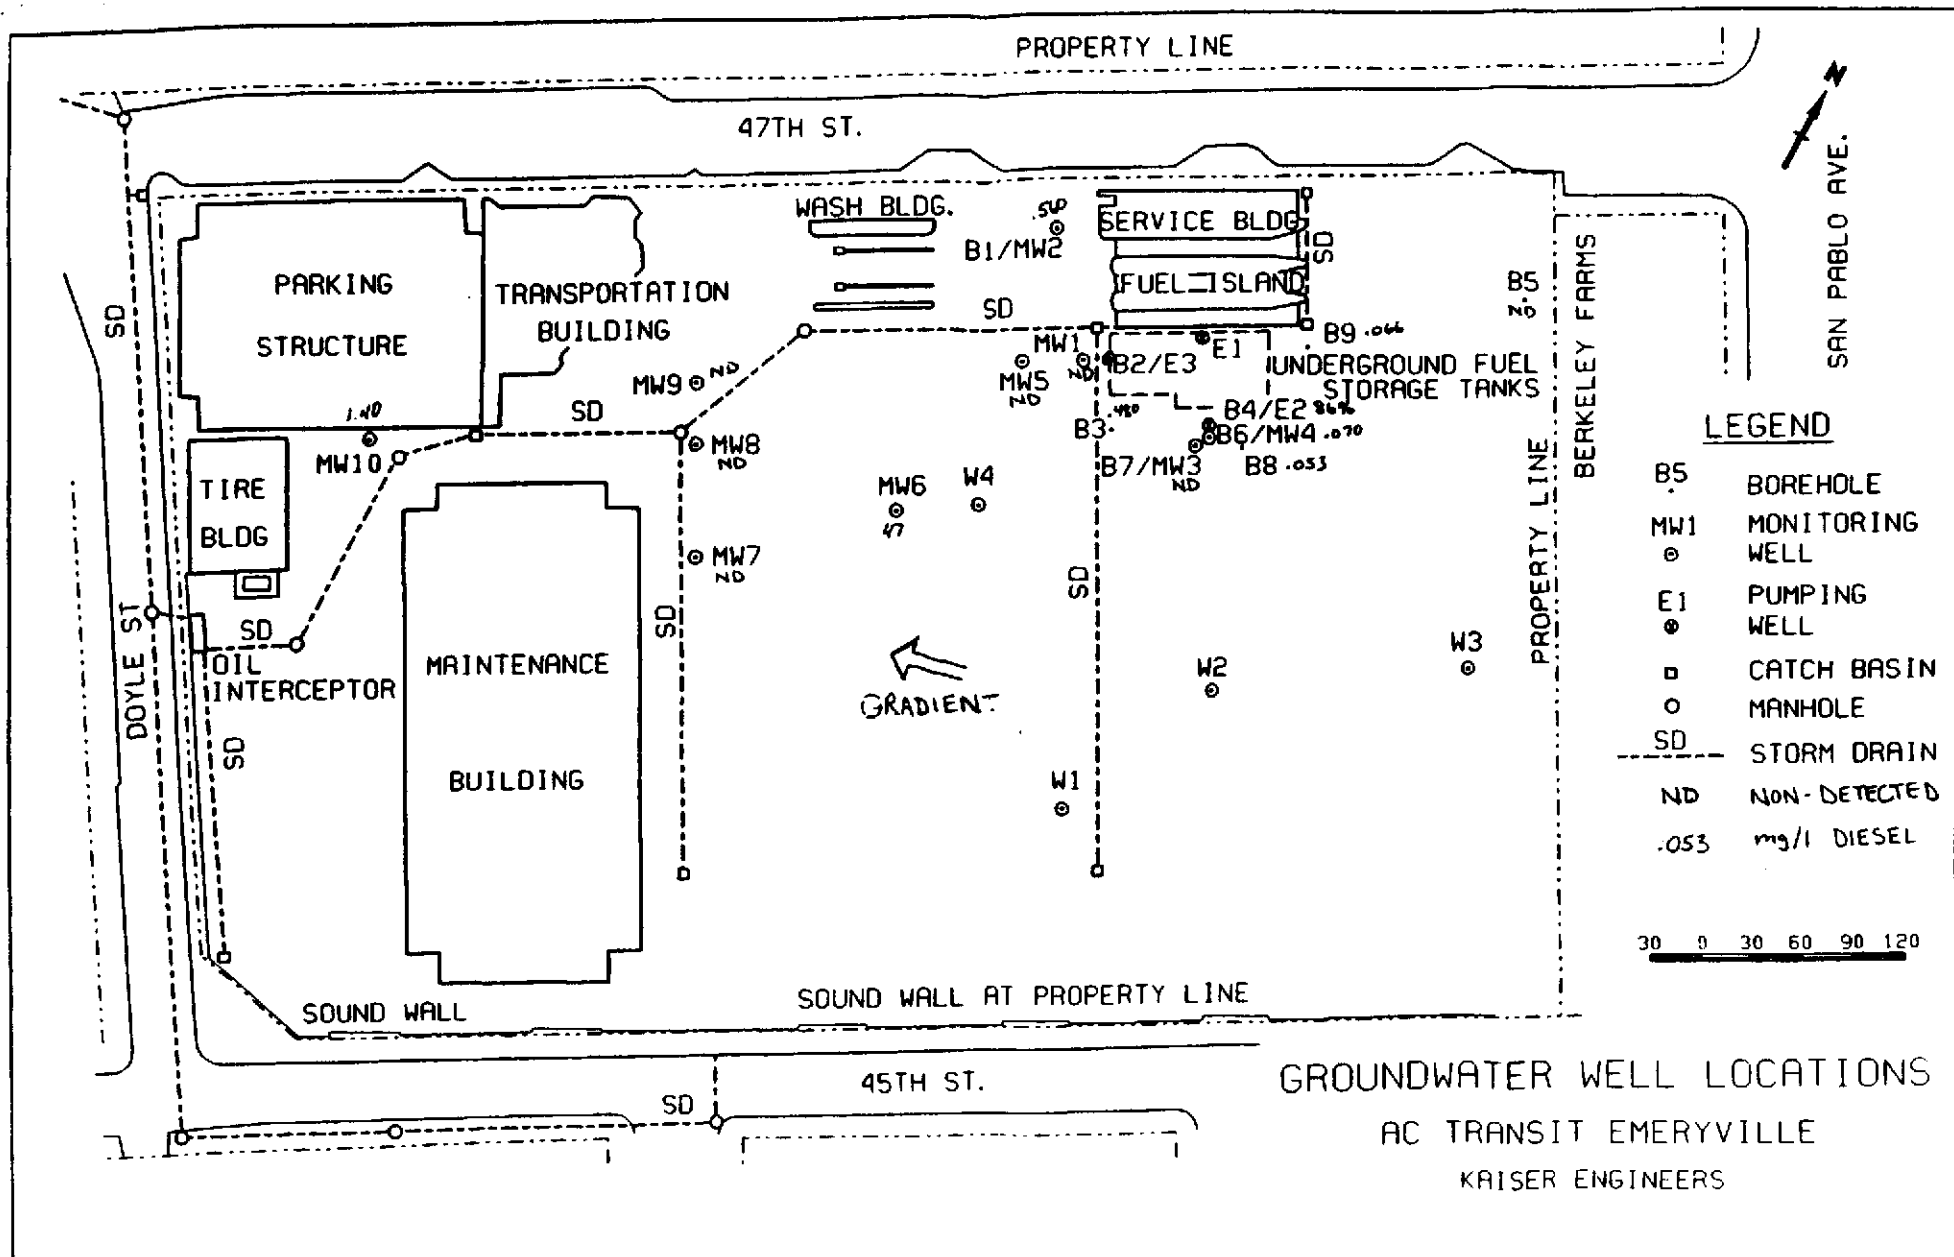 PROPERTY LINE
N
47TH ST.
SAN PABLO AVE.
WASH BLDG.
.560
SERVICE BLDG
B1/MW2
SD
PARKING
STRUCTURE
TRANSPORTATION
BUILDING
FUEL ISLAND
SD
B5
ND
BERKELEY FARMS
SD
B9 .066
E1
MW1
ND
B2/E3
UNDERGROUND FUEL
STORAGE TANKS
MW5
ND
MW9
ND
1.40
SD
.480
B3.
B4/E2
MW10
MW8
ND
B6/MW4 .070
B7/MW3
ND
B8 .053
TIRE
BLDG
MW6
47
W4
MW7
ND
PROPERTY LINE
LEGEND
B5
BOREHOLE
MW1
MONITORING
WELL
E1
PUMPING
WELL
CATCH BASIN
MANHOLE
SD
STORM DRAIN
ND
NON-DETECTED
.053
mg/l DIESEL
SD
SD
DOYLE ST
SD
OIL
INTERCEPTOR
SD
MAINTENANCE
BUILDING
GRADIENT
W2
W3
W1
30 0 30 60 90 120
SOUND WALL
SOUND WALL AT PROPERTY LINE
45TH ST.
SD
GROUNDWATER WELL LOCATIONS
AC TRANSIT EMERYVILLE
KAISER ENGINEERS